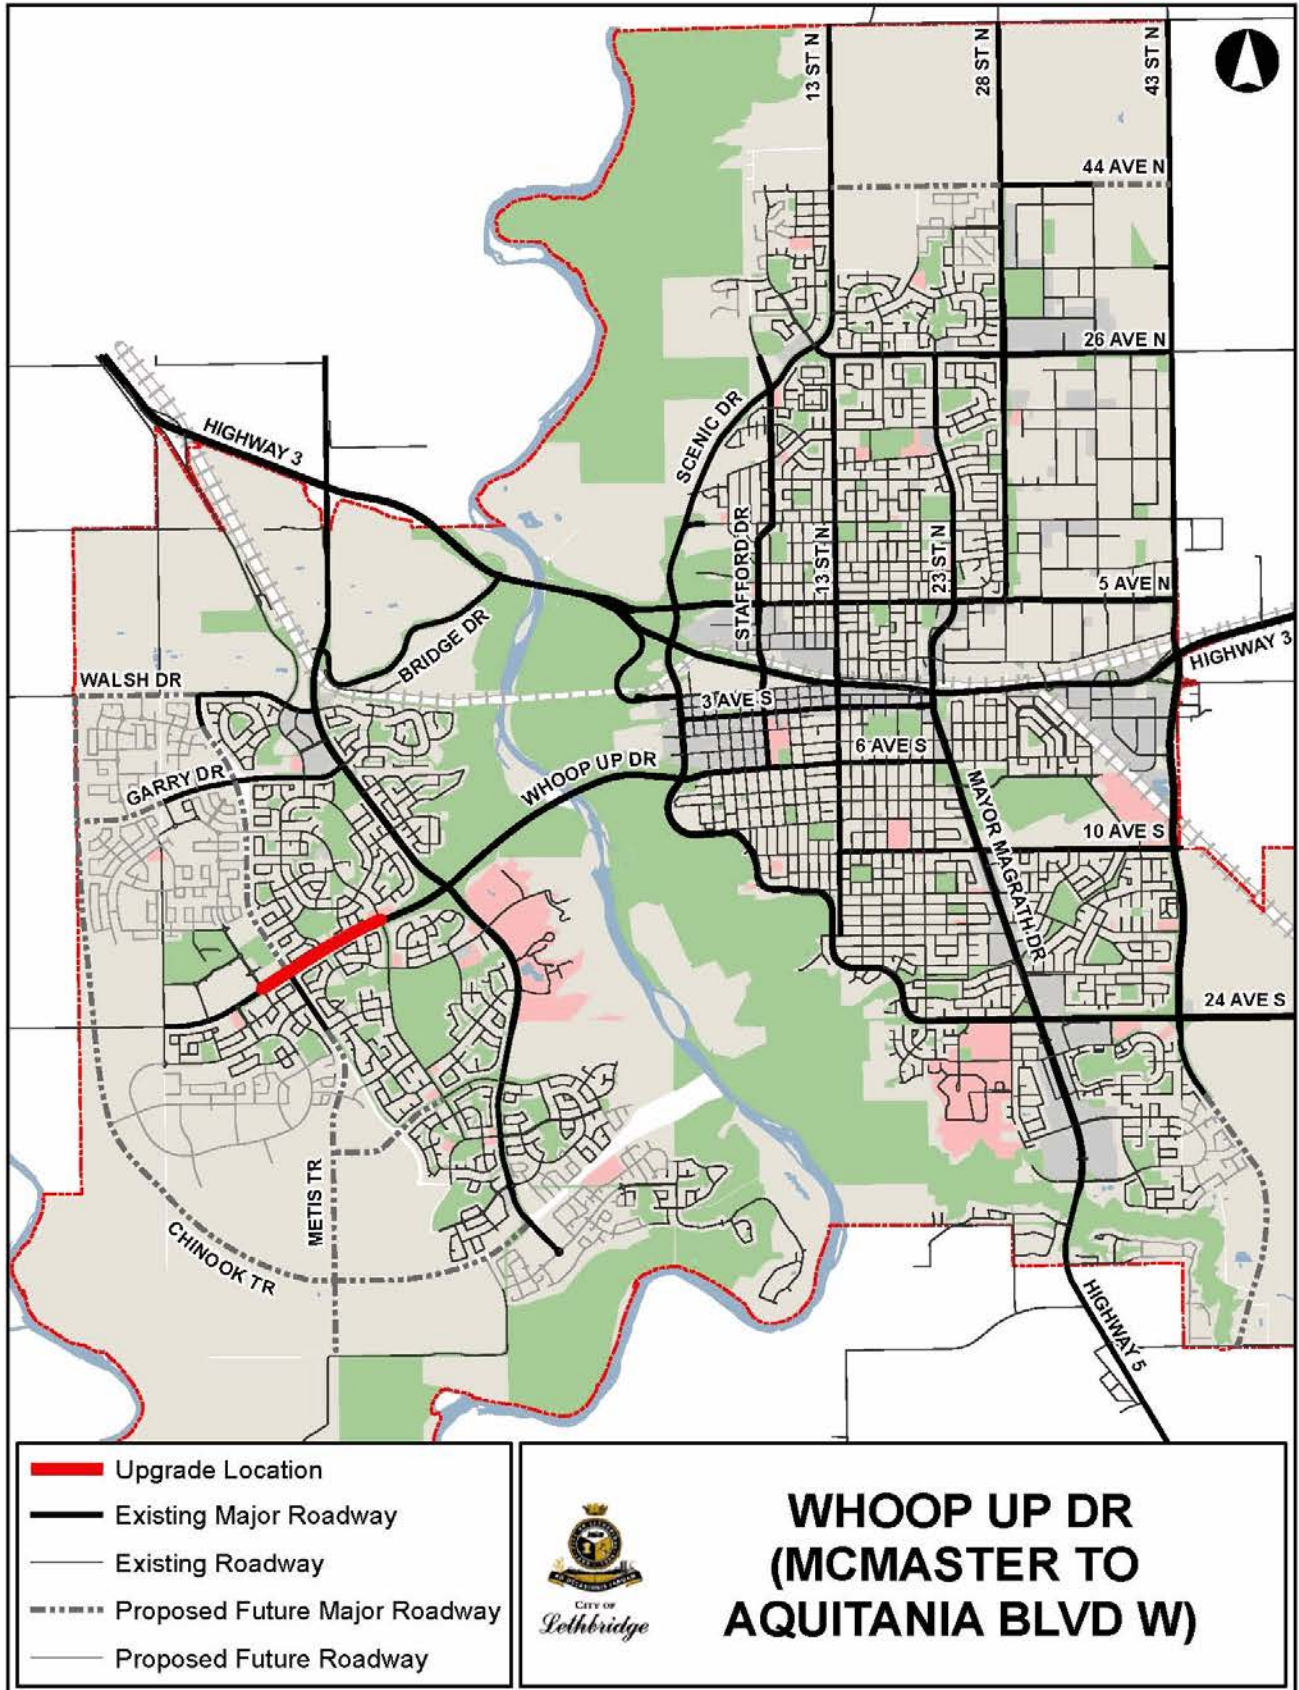 13 ST N
28 ST N
43 ST N
44 AVE N
26 AVE N
HIGHWAY 3
SCENIC DR
STAFFORD DR
13 ST N
23 ST N
5 AVE N
BRIDGE DR
HIGHWAY 3
WALSH DR
3 AVE S
6 AVE S
WHOOP UP DR
GARRY DR
MAYOR MAGRATH DR
10 AVE S
24 AVE S
METIS TR
CHINOOK TR
HIGHWAY 5
Upgrade Location
Existing Major Roadway
Existing Roadway
Proposed Future Major Roadway
Proposed Future Roadway
CITY OF
Lethbridge
WHOOP UP DR
(MCMASTER TO
AQUITANIA BLVD W)